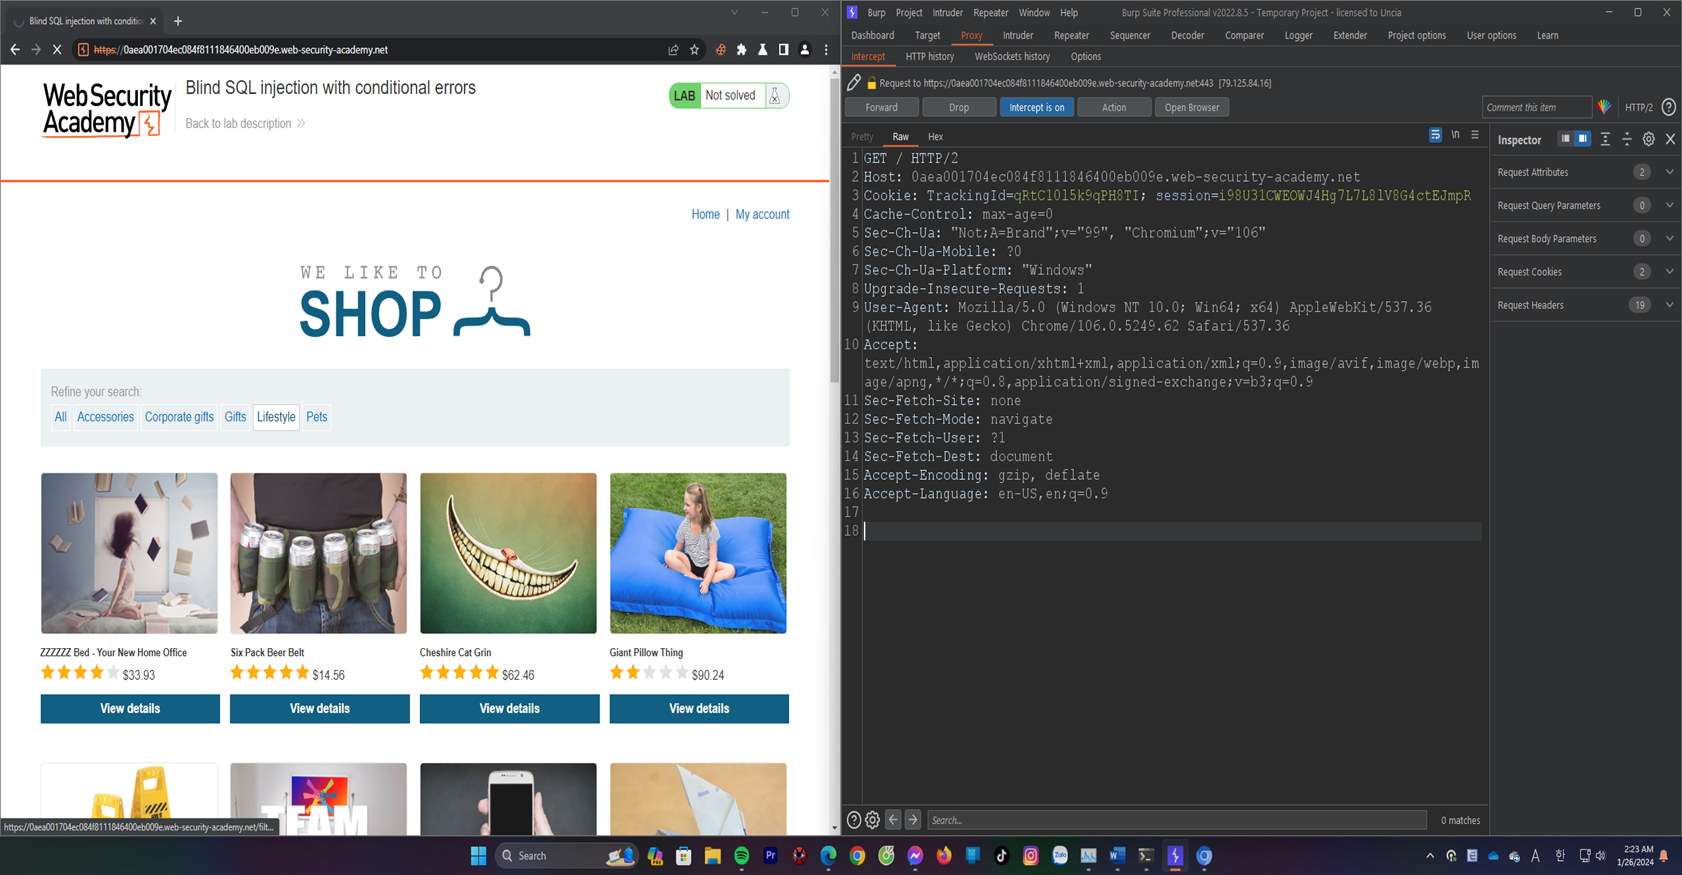 Blind SQL injection with conditio
https://0aea001704ec084f8111846400eb009e.web-security-academy.net
Web Security
Academy
Blind SQL injection with conditional errors
Back to lab description
LAB Not solved
Home | My account
WE LIKE TO
SHOP
Refine your search:
All Accessories Corporate gifts Gifts Lifestyle Pets
ZZZZZZ Bed - Your New Home Office
$33.93
View details
Six Pack Beer Belt
$14.56
View details
Cheshire Cat Grin
$62.46
View details
Giant Pillow Thing
$90.24
View details
TEAM
https://0aea001704ec084f8111846400eb009e.web-security-academy.net/filt...
Burp Project Intruder Repeater Window Help
Burp Suite Professional v2022.8.5 - Temporary Project - licensed to Uncia
Dashboard Target Proxy Intruder Repeater Sequencer Decoder Comparer Logger Extender Project options User options Learn
Intercept HTTP history WebSockets history Options
Request to https://0aea001704ec084f8111846400eb009e.web-security-academy.net:443 [79.125.84.16]
Forward Drop Intercept is on Action Open Browser
Comment this item HTTP/2 ?
Pretty Raw Hex
\n
1 GET / HTTP/2
2 Host: 0aea001704ec084f8111846400eb009e.web-security-academy.net
3 Cookie: TrackingId=qRtC10l5k9qPH8TI; session=i98U31CWEOWJ4Hg7L7L8lV8G4ctEJmpR
4 Cache-Control: max-age=0
5 Sec-Ch-Ua: "Not;A=Brand";v="99", "Chromium";v="106"
6 Sec-Ch-Ua-Mobile: ?0
7 Sec-Ch-Ua-Platform: "Windows"
8 Upgrade-Insecure-Requests: 1
9 User-Agent: Mozilla/5.0 (Windows NT 10.0; Win64; x64) AppleWebKit/537.36
(KHTML, like Gecko) Chrome/106.0.5249.62 Safari/537.36
10 Accept:
text/html,application/xhtml+xml,application/xml;q=0.9,image/avif,image/webp,im
age/apng,*/*;q=0.8,application/signed-exchange;v=b3;q=0.9
11 Sec-Fetch-Site: none
12 Sec-Fetch-Mode: navigate
13 Sec-Fetch-User: ?1
14 Sec-Fetch-Dest: document
15 Accept-Encoding: gzip, deflate
16 Accept-Language: en-US,en;q=0.9
17
18
Inspector
Request Attributes 2
Request Query Parameters 0
Request Body Parameters 0
Request Cookies 2
Request Headers 19
Search...
0 matches
Search
Pr
Zalo
A 한
2:23 AM
1/26/2024